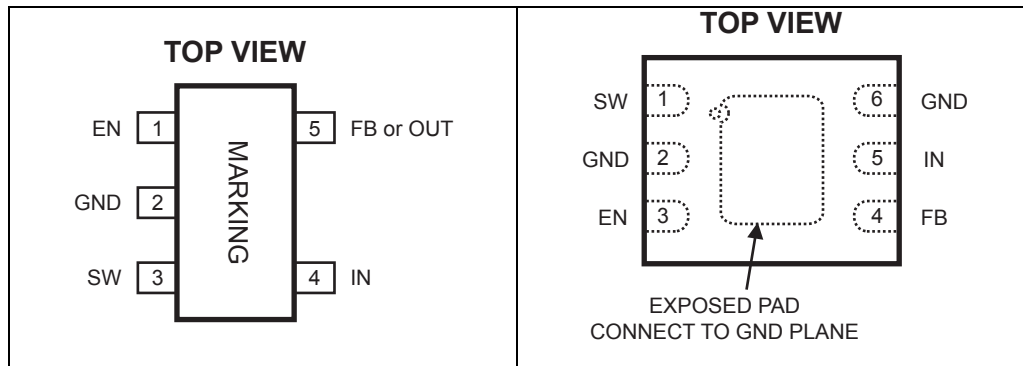 TOP VIEW
EN 1
5 FB or OUT
GND 2
MARKING
SW 3
4 IN
TOP VIEW
SW 1
6 GND
GND 2
5 IN
EN 3
4 FB
EXPOSED PAD
CONNECT TO GND PLANE